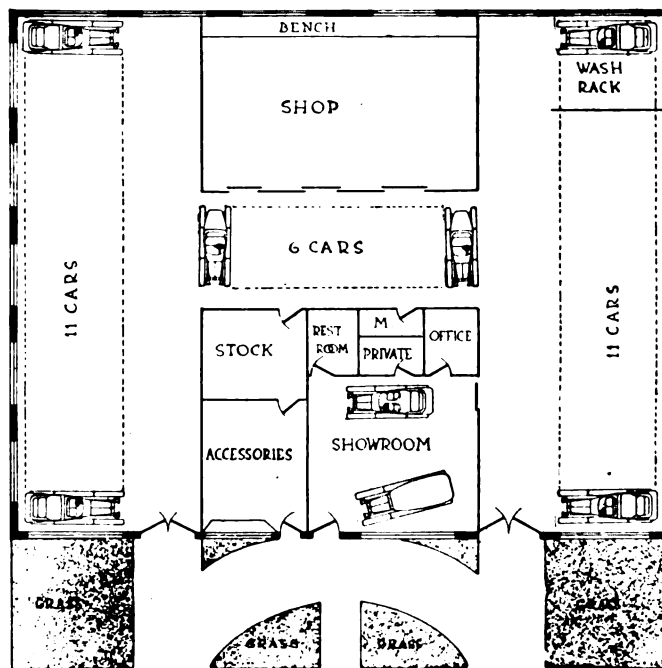 BENCH
WASH
RACK
SHOP
6 CARS
11 CARS
11 CARS
STOCK
REST
ROOM
M
PRIVATE
OFFICE
ACCESSORIES
SHOWROOM
GRASS
GRASS
GRASS
GRASS